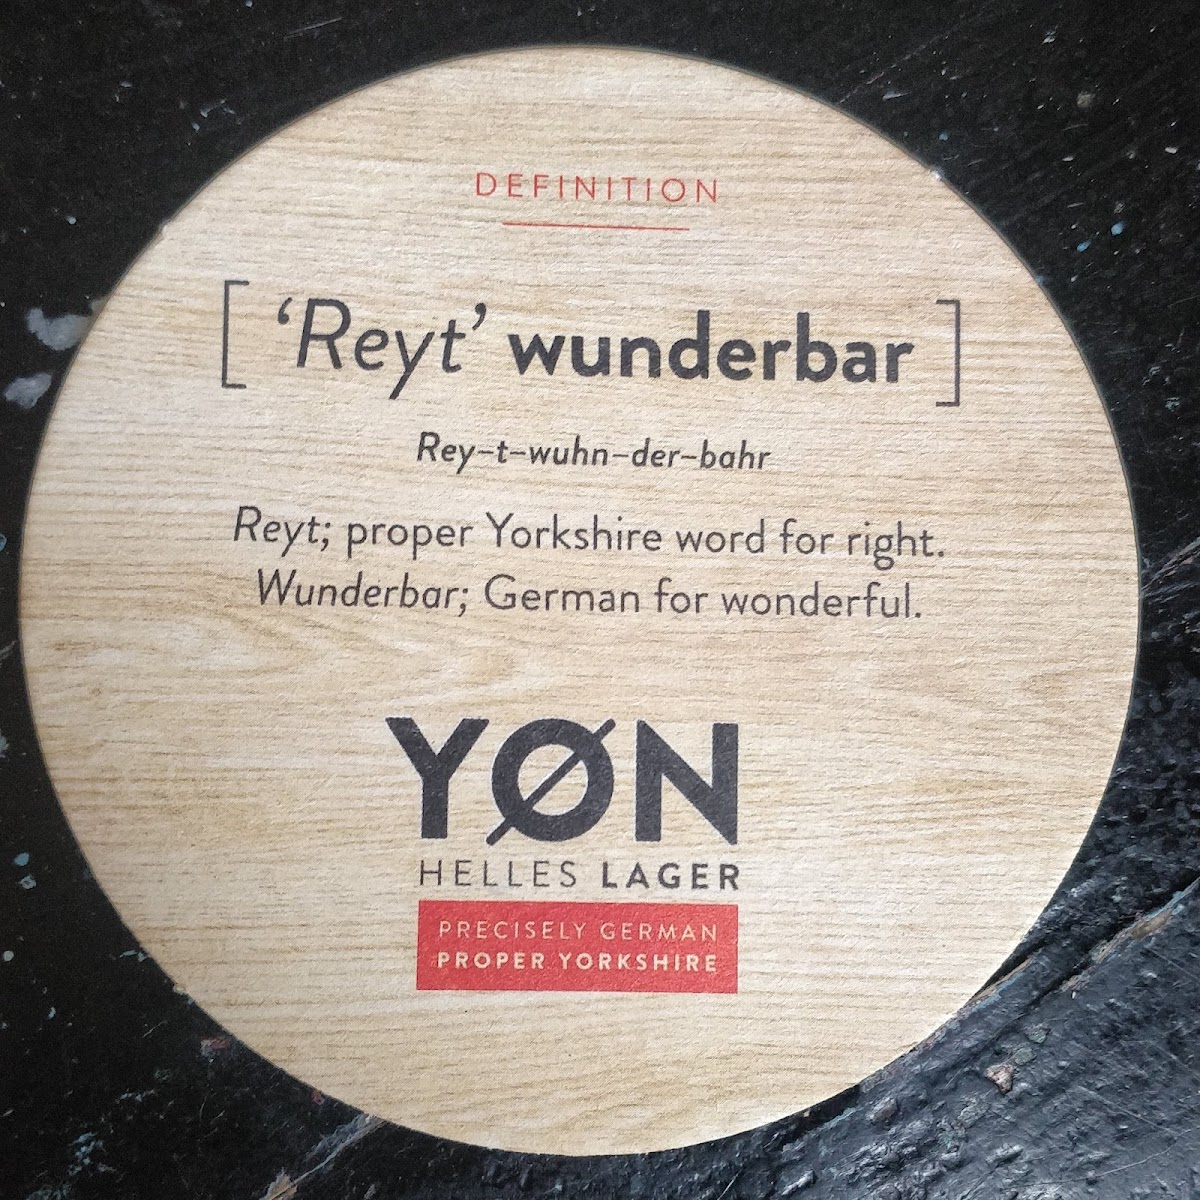 DEFINITION
[ ‘Reyt’ wunderbar ]
Rey-t-wuhn-der-bahr
Reyt; proper Yorkshire word for right.
Wunderbar; German for wonderful.
YØN
HELLES LAGER
PRECISELY GERMAN
PROPER YORKSHIRE